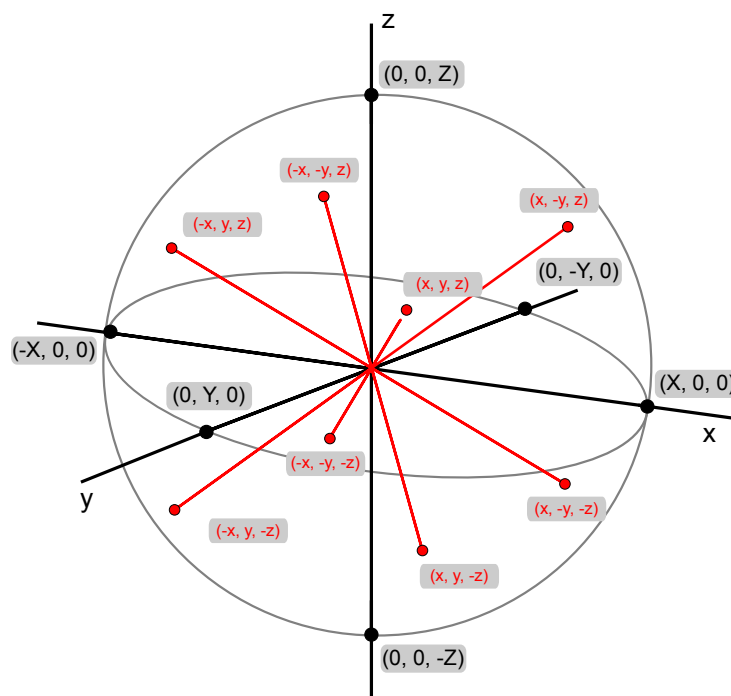 z
(0, 0, Z)
(-x, -y, z)
(x, -y, z)
(-x, y, z)
(0, -Y, 0)
(x, y, z)
(-X, 0, 0)
(0, Y, 0)
(X, 0, 0)
x
(-x, -y, -z)
y
(x, -y, -z)
(-x, y, -z)
(x, y, -z)
(0, 0, -Z)